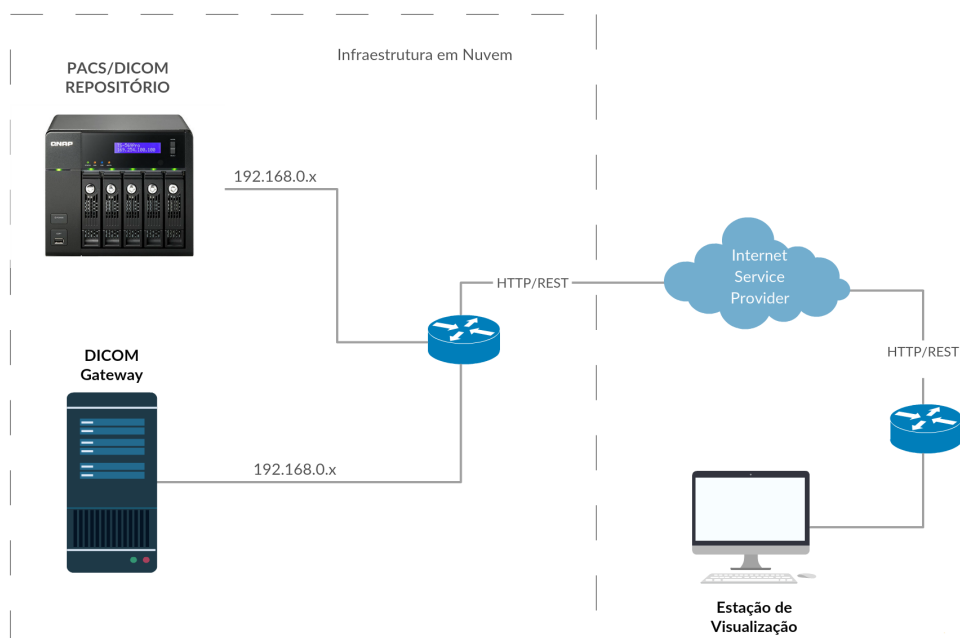 Infraestrutura em Nuvem
PACS/DICOM
REPOSITÓRIO
QNAP
192.168.0.x
Internet
Service
Provider
HTTP/REST
HTTP/REST
DICOM
Gateway
192.168.0.x
Estação de
Visualização